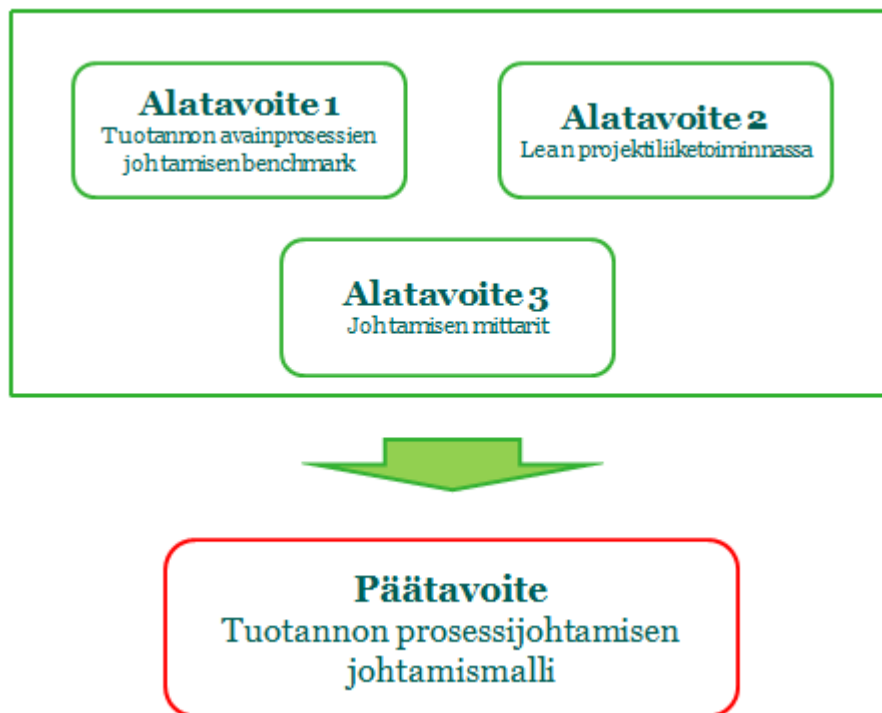 Alatavoite 1
Tuotannon avainprosessien
johtamisen benchmark
Alatavoite 2
Lean projektiliiketoiminnassa
Alatavoite 3
Johtamisen mittarit
Päätavoite
Tuotannon prosessijohtamisen
johtamismalli